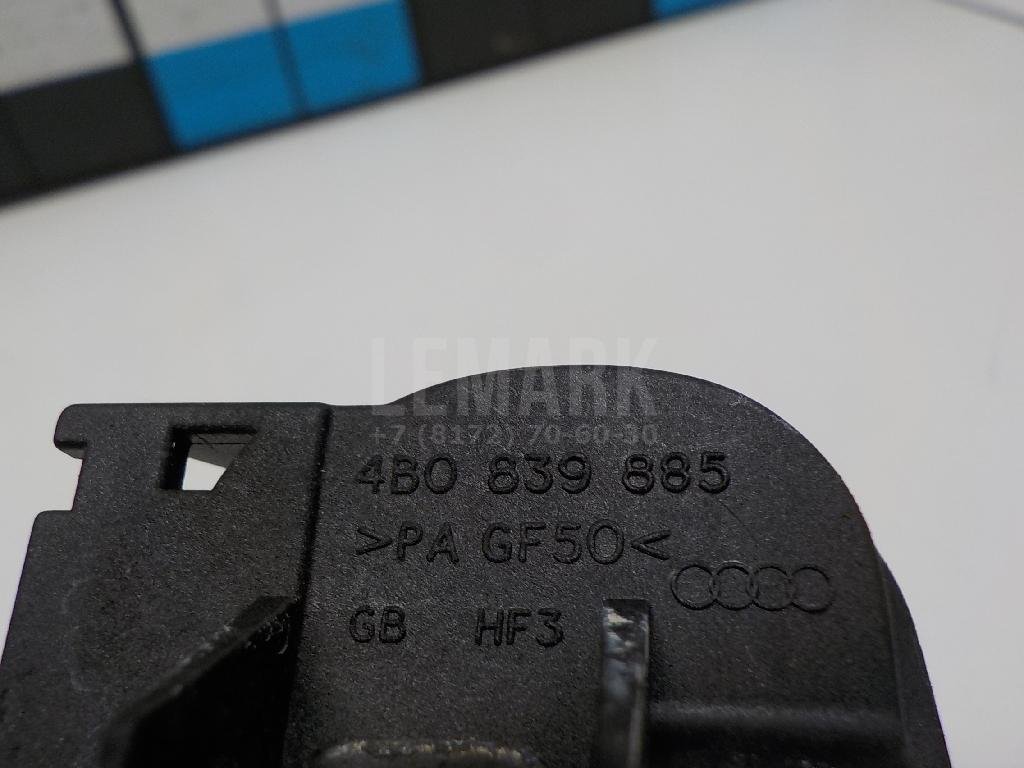 LEMARK
+7 (8172) 70-60-30
4B0 839 885
>PA GF50<
GB HF3